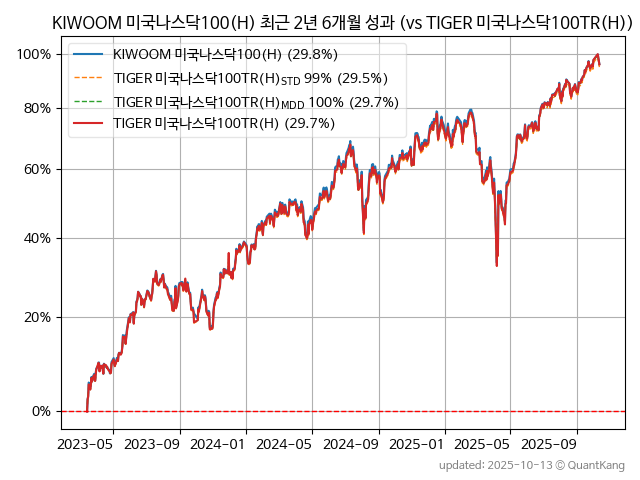 KIWOOM 미국나스닥100(H) 최근 2년 6개월 성과 (vs TIGER 미국나스닥100TR(H))
KIWOOM 미국나스닥100(H) (29.8%)
TIGER 미국나스닥100TR(H)STD 99% (29.5%)
TIGER 미국나스닥100TR(H)MDD 100% (29.7%)
TIGER 미국나스닥100TR(H) (29.7%)
100%
80%
60%
40%
20%
0%
2023-05 2023-09 2024-01 2024-05 2024-09 2025-01 2025-05 2025-09
updated: 2025-10-13 © QuantKang